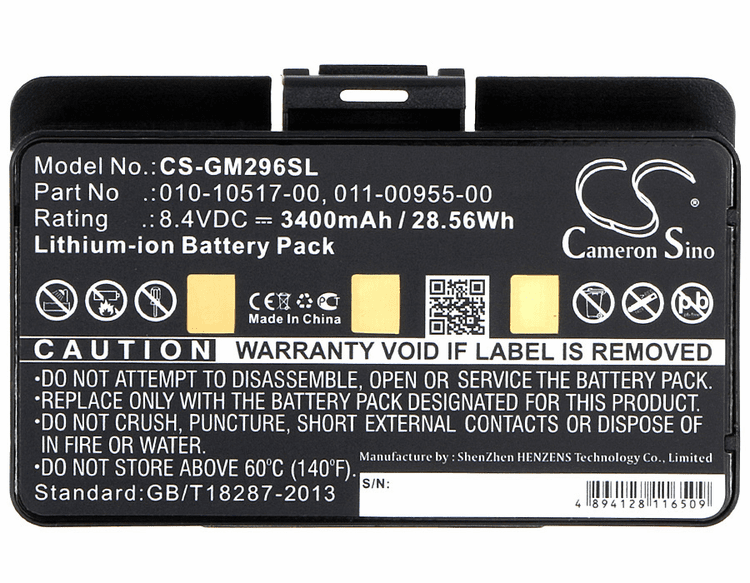 Model No.:CS-GM296SL
Part No .:010-10517-00, 011-00955-00
Rating .:8.4VDC ⎓ 3400mAh / 28.56Wh
Lithium-ion Battery Pack
CS ®
Cameron Sino
CE
Made In China
Pb
CAUTION WARRANTY VOID IF LABEL IS REMOVED
•DO NOT ATTEMPT TO DISASSEMBLE, OPEN OR SERVICE THE BATTERY PACK.
•REPLACE ONLY WITH THE BATTERY PACK DESIGNATED FOR THIS PRODUCT.
•DO NOT CRUSH, PUNCTURE, SHORT EXTERNAL CONTACTS OR DISPOSE OF
IN FIRE OR WATER.
•DO NOT STORE ABOVE 60°C (140°F).
Manufacture by : ShenZhen HENZENS Technology Co., Limited
Standard:GB/T18287-2013
S/N:
4 894128 116509